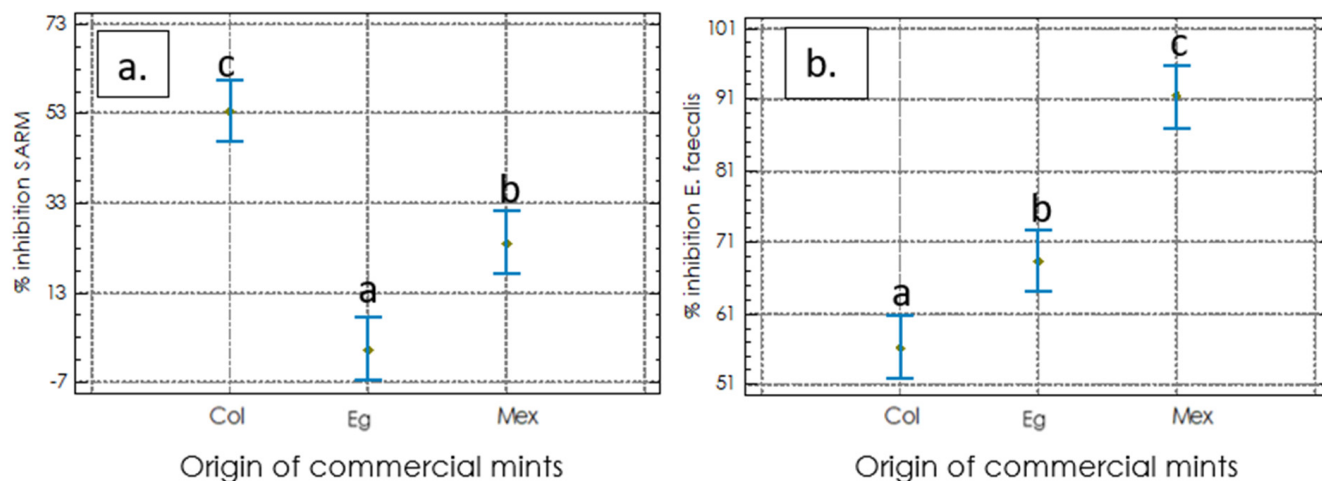 a.
% inhibition SARM
73
53
33
13
-7
c
a
b
Col Eg Mex
Origin of commercial mints
b.
% inhibition E. faecalis
101
91
81
71
61
51
a
b
c
Col Eg Mex
Origin of commercial mints